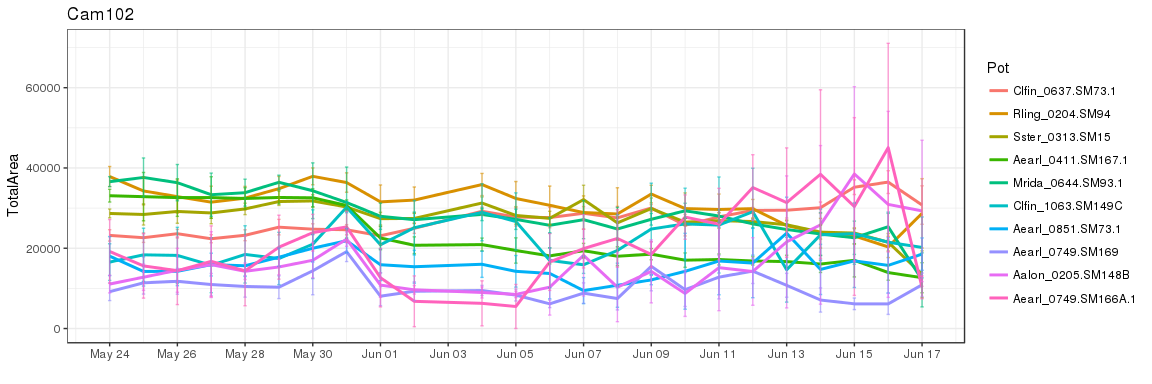 Cam102
TotalArea
60000
40000
20000
0
May 24 May 26 May 28 May 30 Jun 01 Jun 03 Jun 05 Jun 07 Jun 09 Jun 11 Jun 13 Jun 15 Jun 17
Pot
Clfin_0637.SM73.1
Rling_0204.SM94
Sster_0313.SM15
Aearl_0411.SM167.1
Mrida_0644.SM93.1
Clfin_1063.SM149C
Aearl_0851.SM73.1
Aearl_0749.SM169
Aalon_0205.SM148B
Aearl_0749.SM166A.1